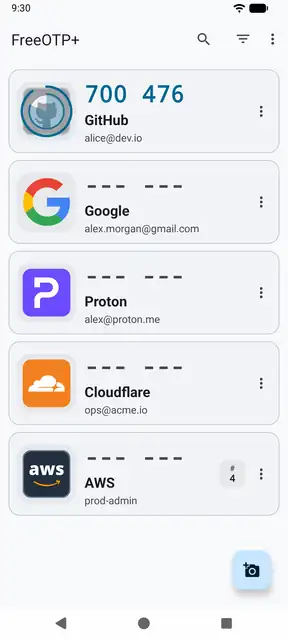 9:30
FreeOTP+
700 476
GitHub
alice@dev.io
--- ---
Google
alex.morgan@gmail.com
--- ---
Proton
alex@proton.me
--- ---
Cloudflare
ops@acme.io
--- ---
aws
AWS
prod-admin
#
4